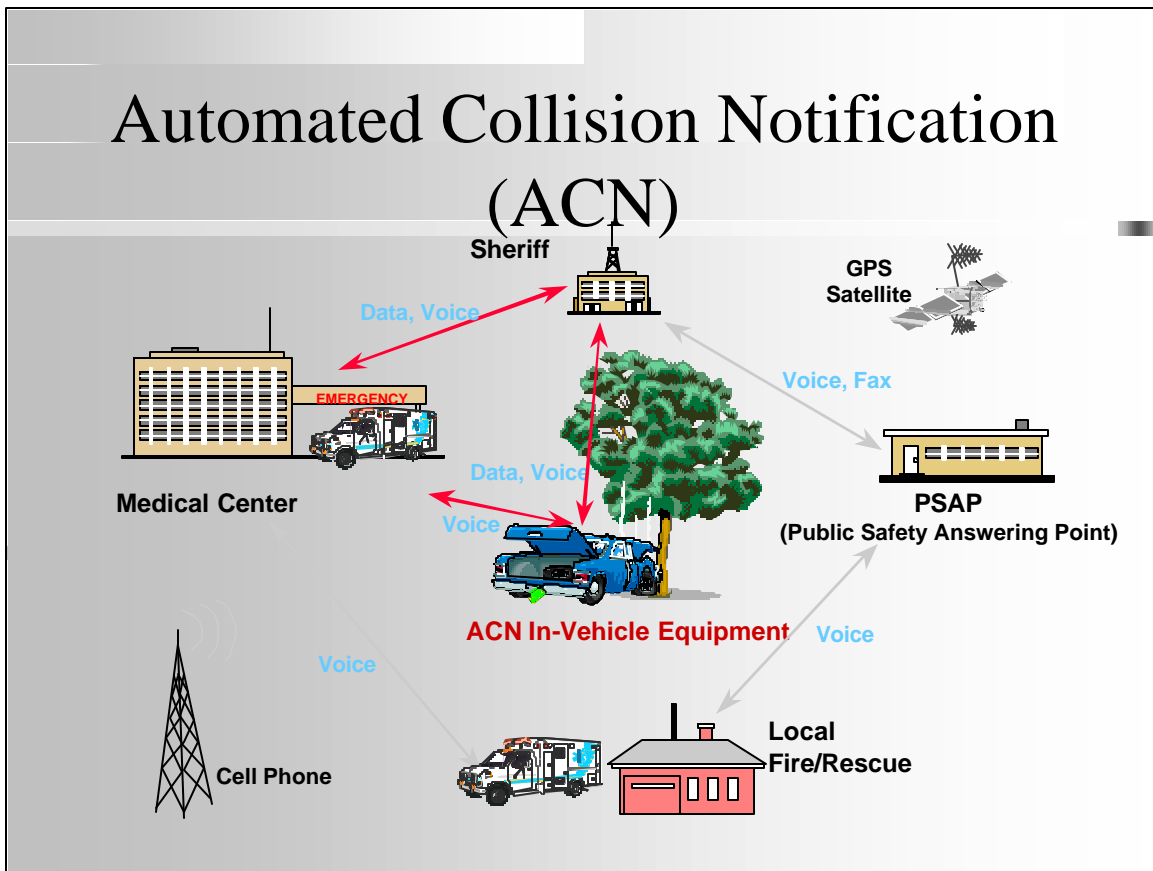 Automated Collision Notification
(ACN)
Sheriff
GPS
Satellite
Data, Voice
Voice, Fax
EMERGENCY
Data, Voice
Medical Center
Voice
PSAP
(Public Safety Answering Point)
ACN In-Vehicle Equipment
Voice
Voice
Local
Fire/Rescue
Cell Phone